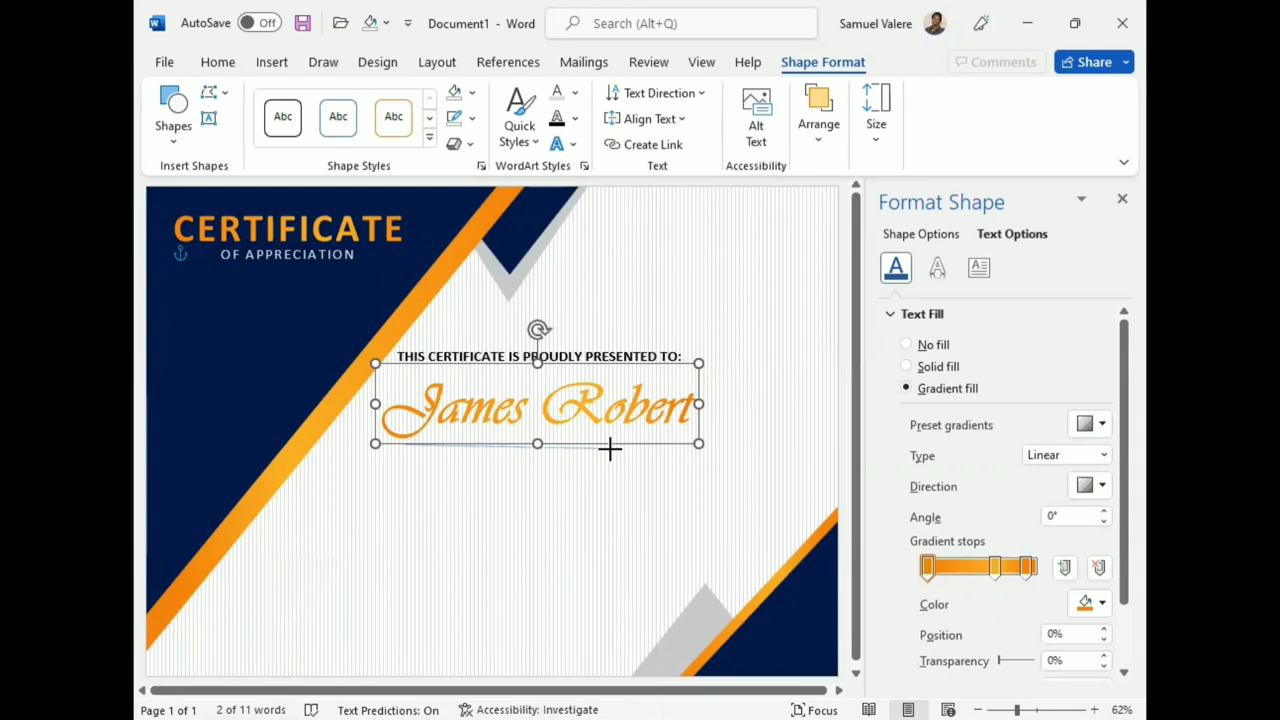 AutoSave Off Document1 - Word Search (Alt+Q) Samuel Valere
File Home Insert Draw Design Layout References Mailings Review View Help Shape Format Comments Share
Shapes
Insert Shapes
Abc Abc Abc
Shape Styles
Quick
Styles
WordArt Styles
Text Direction
Align Text
Create Link
Text
Alt
Text
Accessibility
Arrange
Size
CERTIFICATE
OF APPRECIATION
THIS CERTIFICATE IS PROUDLY PRESENTED TO:
James Robert
Format Shape
Shape Options Text Options
Text Fill
No fill
Solid fill
Gradient fill
Preset gradients
Type Linear
Direction
Angle 0°
Gradient stops
Color
Position 0%
Transparency 0%
Page 1 of 1 2 of 11 words Text Predictions: On Accessibility: Investigate Focus 62%